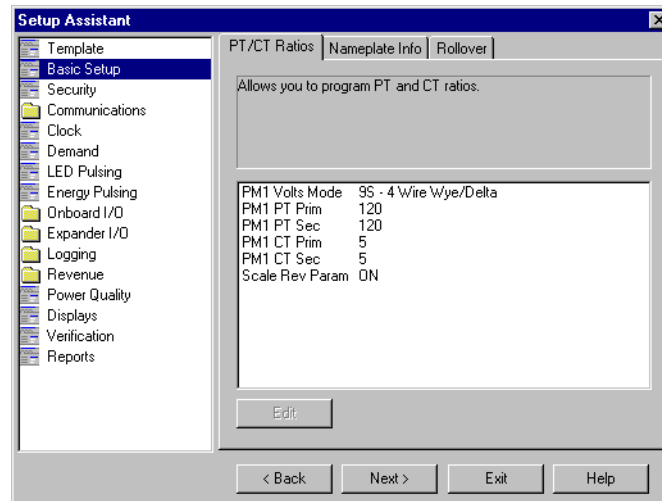 Setup Assistant
Template
Basic Setup
Security
Communications
Clock
Demand
LED Pulsing
Energy Pulsing
Onboard I/O
Expander I/O
Logging
Revenue
Power Quality
Displays
Verification
Reports
PT/CT Ratios Nameplate Info Rollover
Allows you to program PT and CT ratios.
PM1 Volts Mode 9S - 4 Wire Wye/Delta
PM1 PT Prim 120
PM1 PT Sec 120
PM1 CT Prim 5
PM1 CT Sec 5
Scale Rev Param ON
Edit
< Back Next > Exit Help